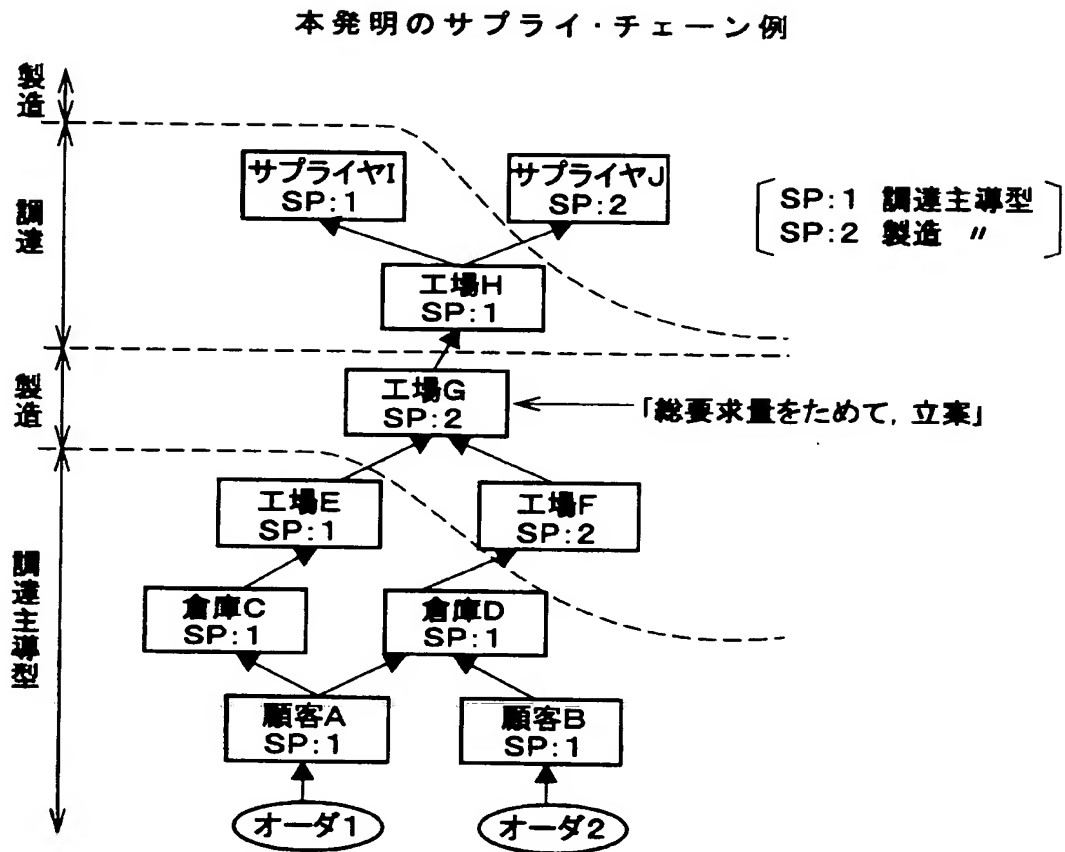 本発明のサプライ・チェーン例
製造
調達
製造
調達主導型
サプライヤI
SP:1
サプライヤJ
SP:2
SP:1 調達主導型
SP:2 製造 〃
工場H
SP:1
工場G
SP:2
「総要求量をためて,立案」
工場E
SP:1
工場F
SP:2
倉庫C
SP:1
倉庫D
SP:1
顧客A
SP:1
顧客B
SP:1
オーダ1
オーダ2